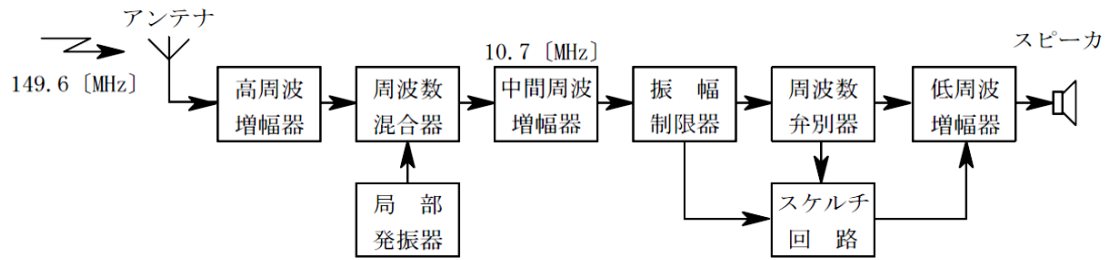 アンテナ
149.6〔MHz〕
10.7〔MHz〕
スピーカ
高周波
増幅器
周波数
混合器
中間周波
増幅器
振 幅
制限器
周波数
弁別器
低周波
増幅器
局 部
発振器
スケルチ
回 路